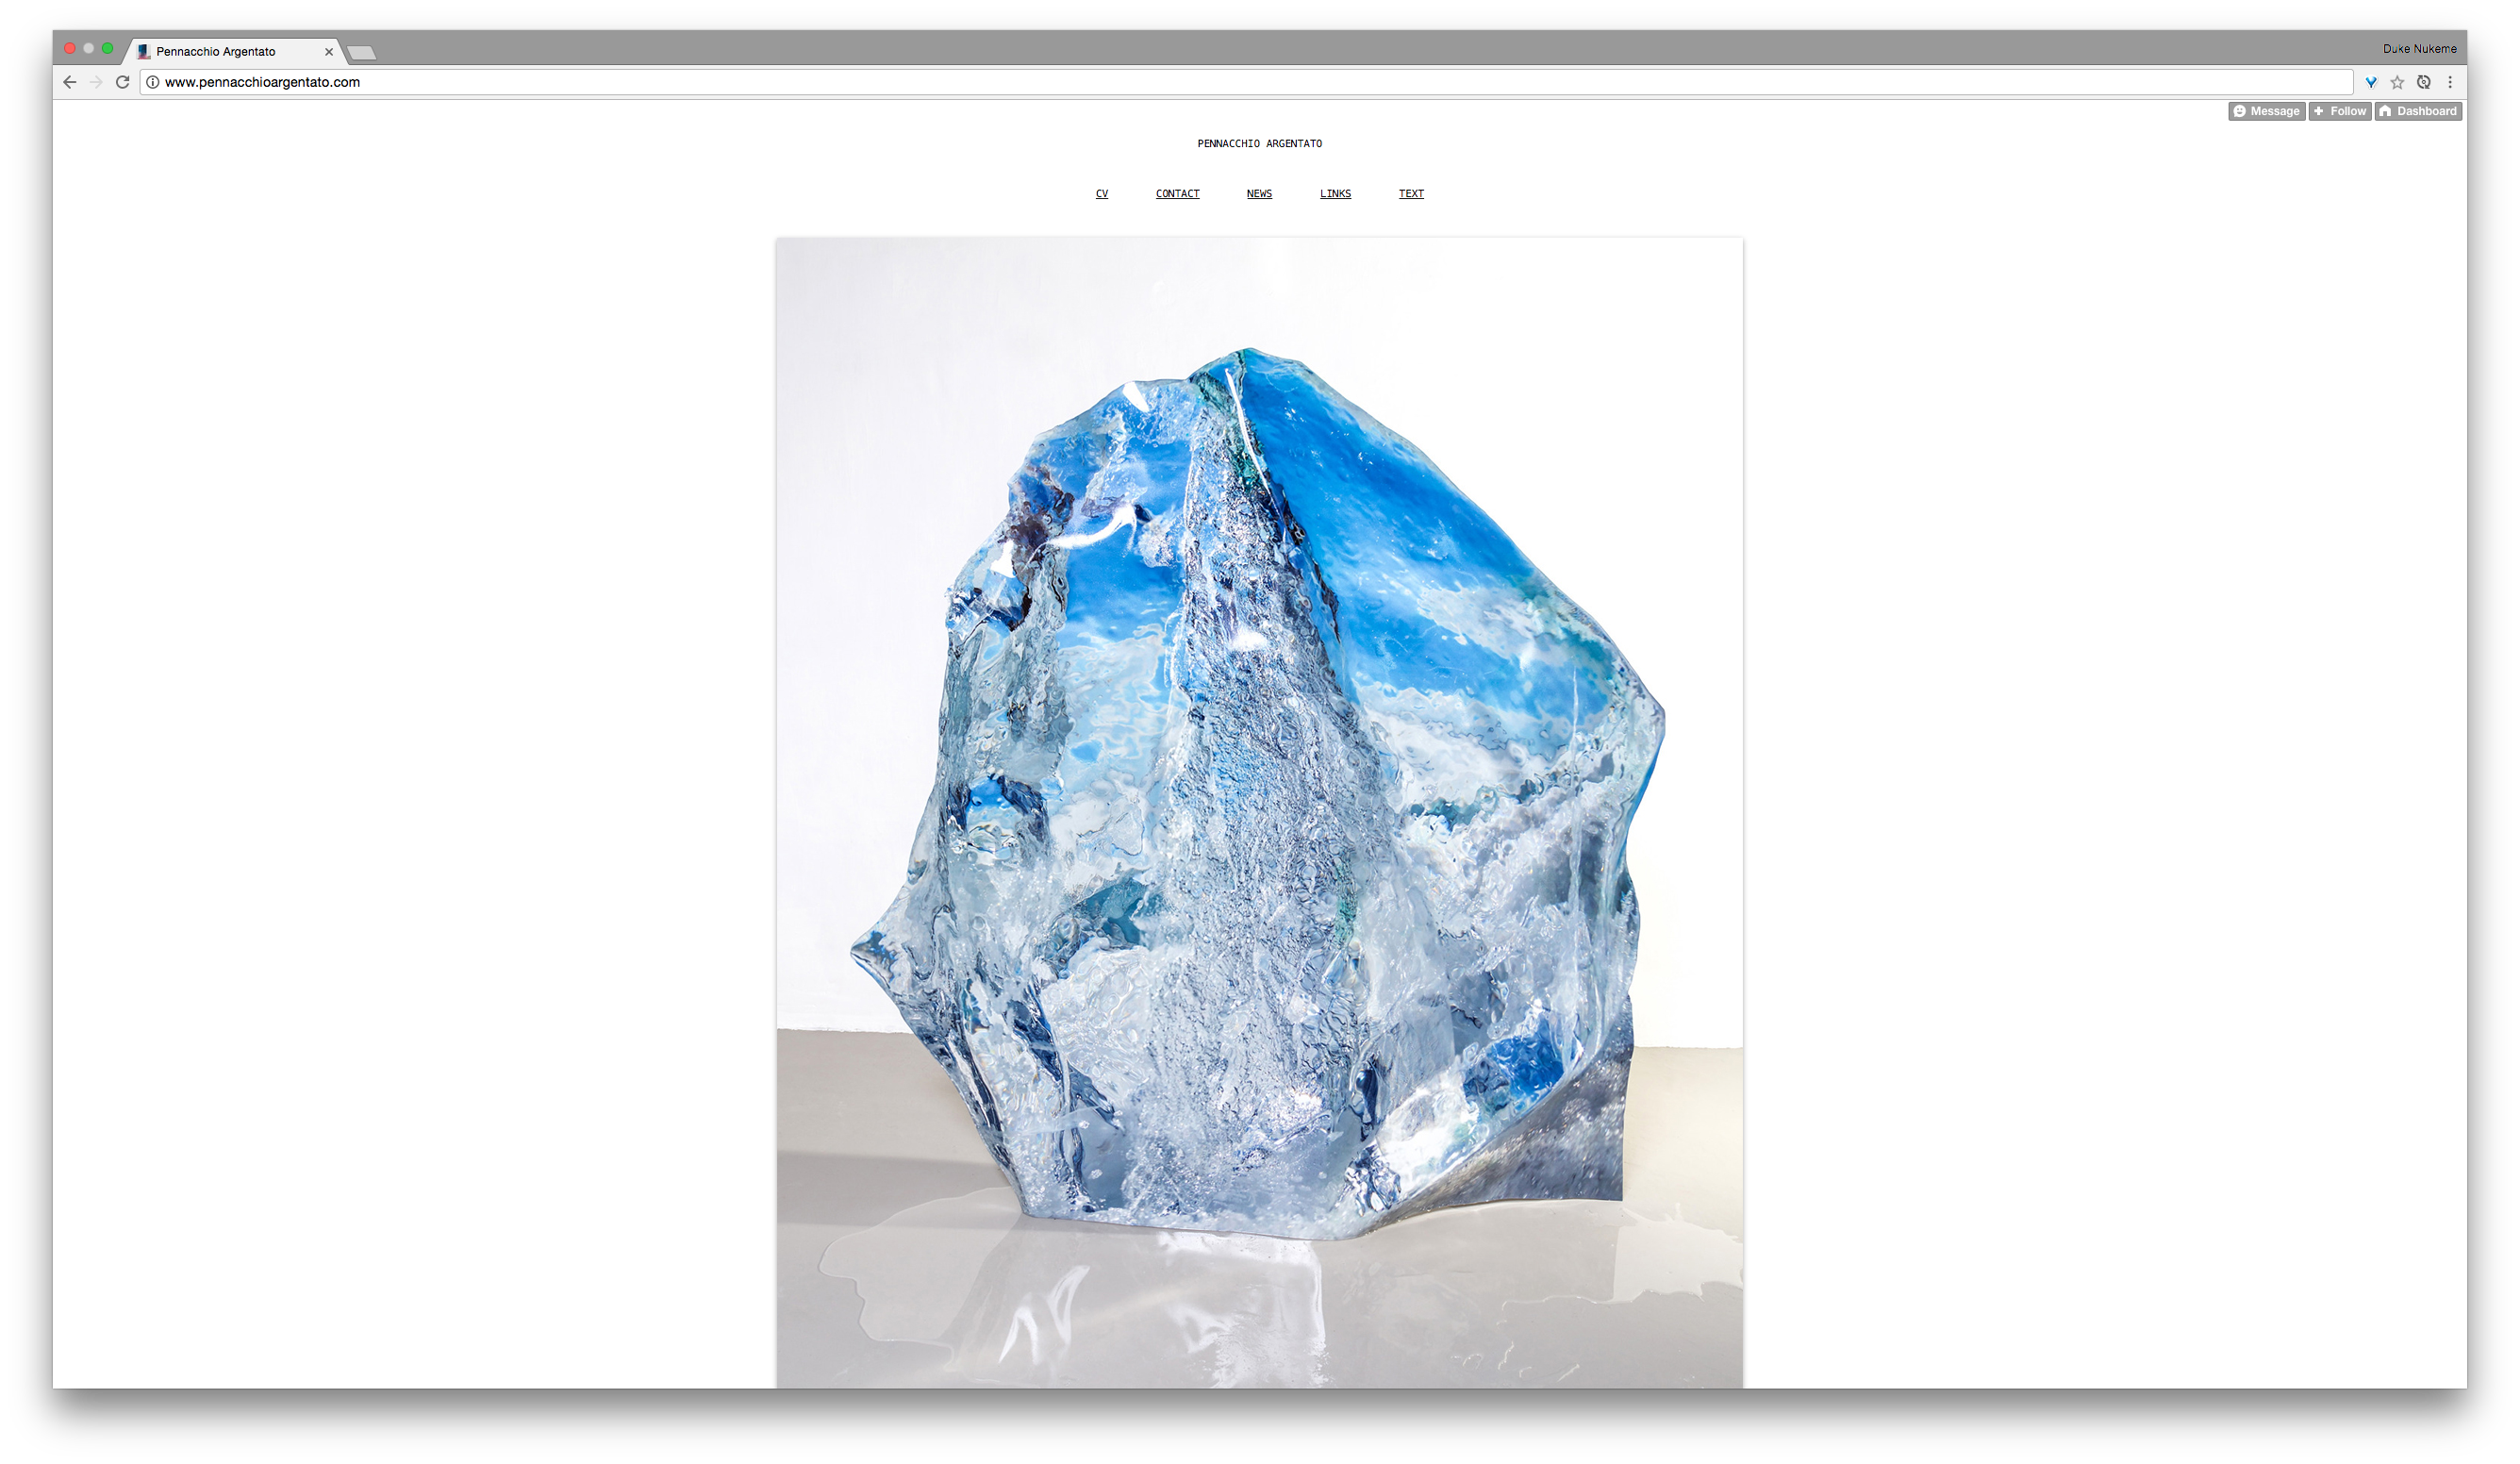 Pennacchio Argentato
Duke Nukeme
www.pennacchioargentato.com
Message Follow Dashboard
PENNACCHIO ARGENTATO
CV CONTACT NEWS LINKS TEXT